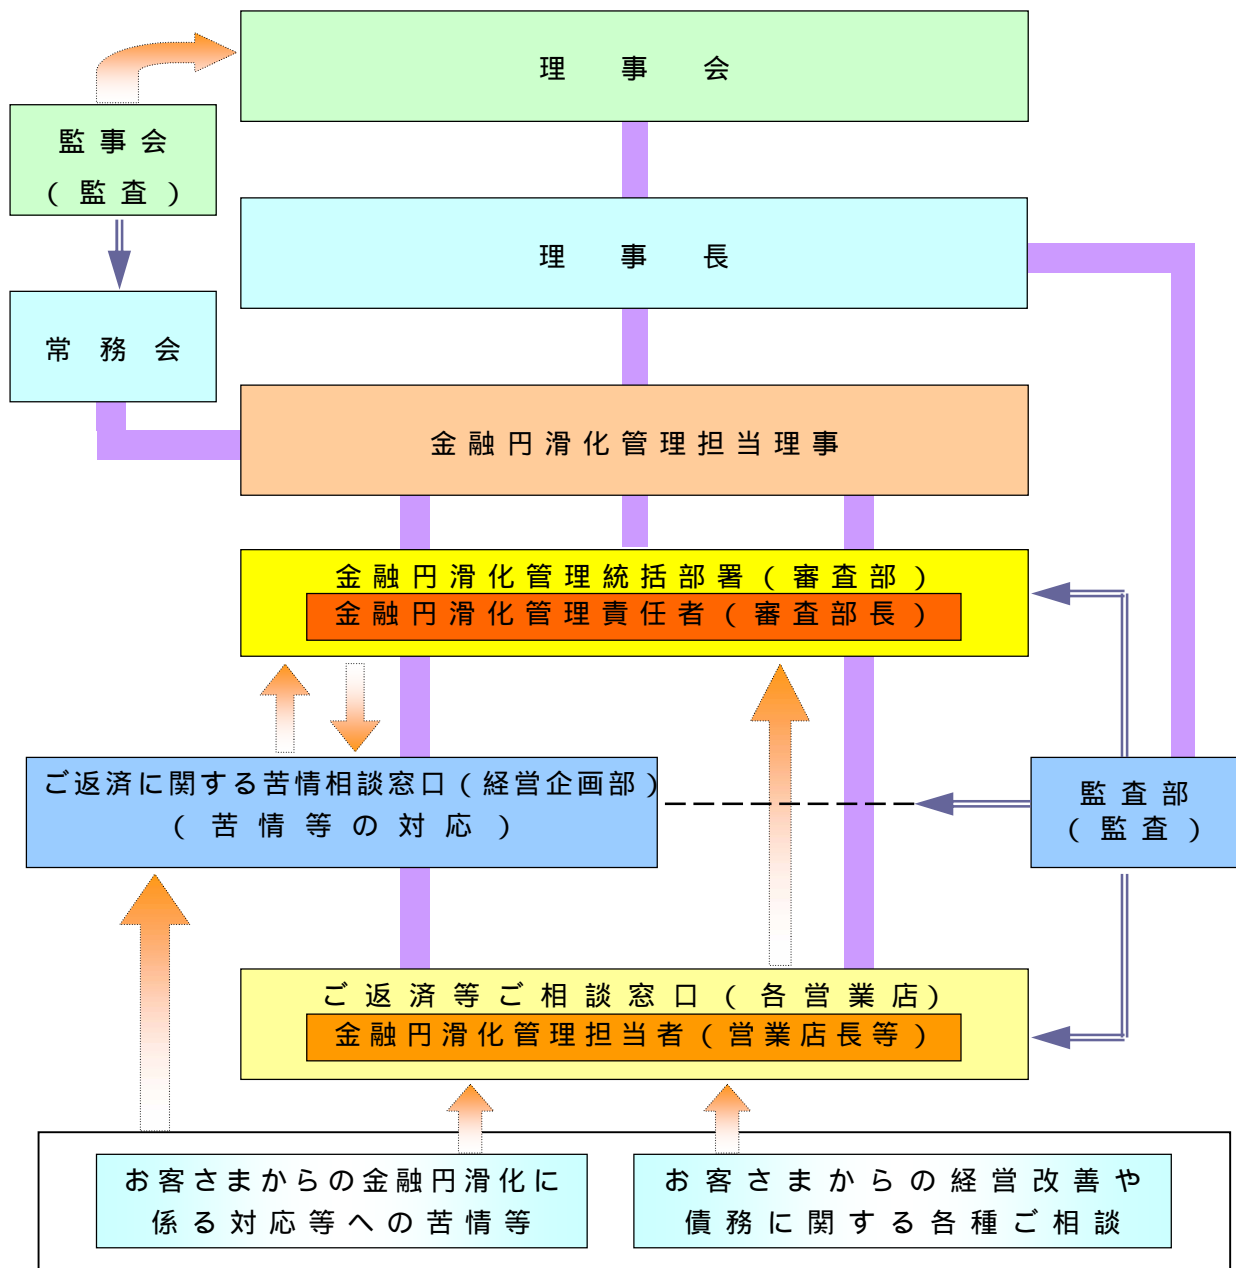 理事会
監事会
(監査)
理事長
常務会
金融円滑化管理担当理事
金融円滑化管理統括部署(審査部)
金融円滑化管理責任者(審査部長)
ご返済に関する苦情相談窓口(経営企画部)
(苦情等の対応)
監査部
(監査)
ご返済等ご相談窓口(各営業店)
金融円滑化管理担当者(営業店長等)
お客さまからの金融円滑化に
係る対応等への苦情等
お客さまからの経営改善や
債務に関する各種ご相談